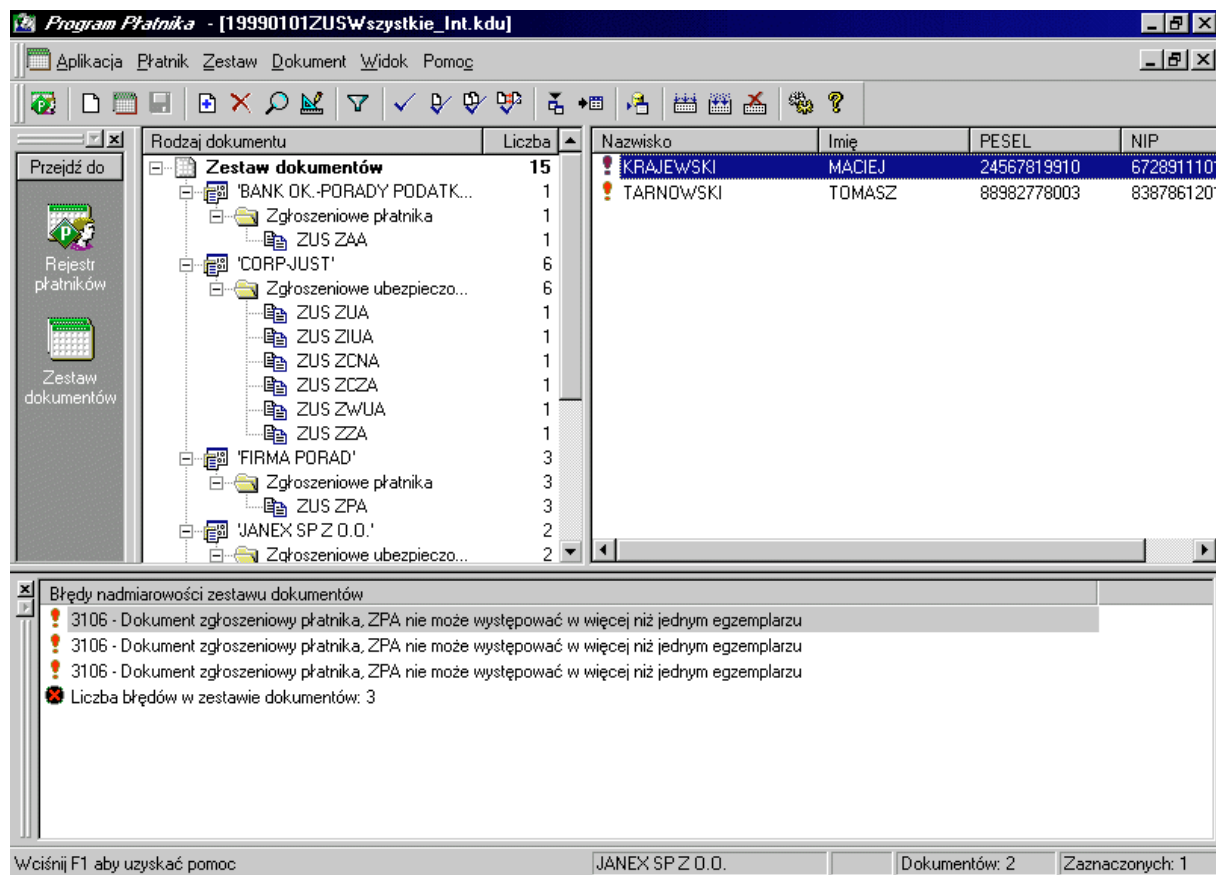 Program Płatnika - [19990101ZUSWszystkie_Int.kdu]
Aplikacja Płatnik Zestaw Dokument Widok Pomoc
Przejdź do
Rejestr
płatników
Zestaw
dokumentów
Rodzaj dokumentu Liczba
Zestaw dokumentów 15
'BANK OK.-PORADY PODATK... 1
Zgłoszeniowe płatnika 1
ZUS ZAA 1
'CORP-JUST' 6
Zgłoszeniowe ubezpieczo... 6
ZUS ZUA 1
ZUS ZIUA 1
ZUS ZCNA 1
ZUS ZCZA 1
ZUS ZWUA 1
ZUS ZZA 1
'FIRMA PORAD' 3
Zgłoszeniowe płatnika 3
ZUS ZPA 3
'JANEX SP Z O.O.' 2
Zgłoszeniowe ubezpieczo... 2
Nazwisko Imię PESEL NIP
KRAJEWSKI MACIEJ 24567819910 672891110
TARNOWSKI TOMASZ 88982778003 838786120
Błędy nadmiarowości zestawu dokumentów
3106 - Dokument zgłoszeniowy płatnika, ZPA nie może występować w więcej niż jednym egzemplarzu
3106 - Dokument zgłoszeniowy płatnika, ZPA nie może występować w więcej niż jednym egzemplarzu
3106 - Dokument zgłoszeniowy płatnika, ZPA nie może występować w więcej niż jednym egzemplarzu
Liczba błędów w zestawie dokumentów: 3
Wciśnij F1 aby uzyskać pomoc JANEX SP Z O.O. Dokumentów: 2 Zaznaczonych: 1